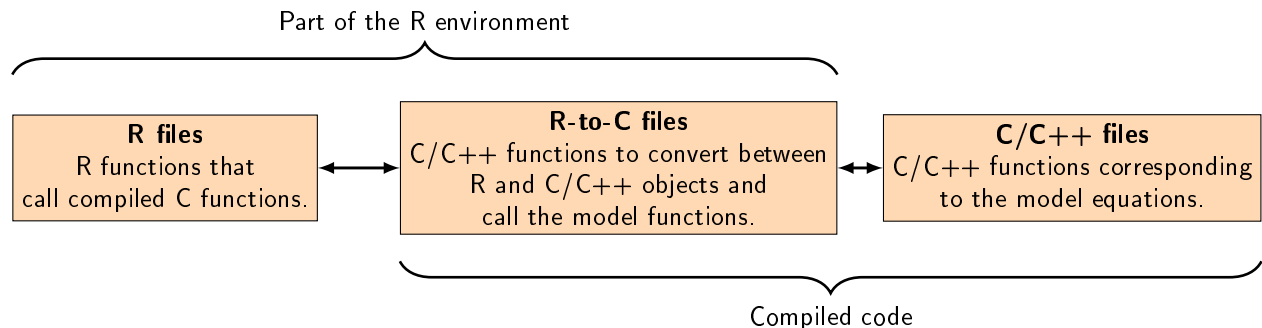 Part of the R environment
R files
R functions that
call compiled C functions.
R-to-C files
C/C++ functions to convert between
R and C/C++ objects and
call the model functions.
C/C++ files
C/C++ functions corresponding
to the model equations.
Compiled code